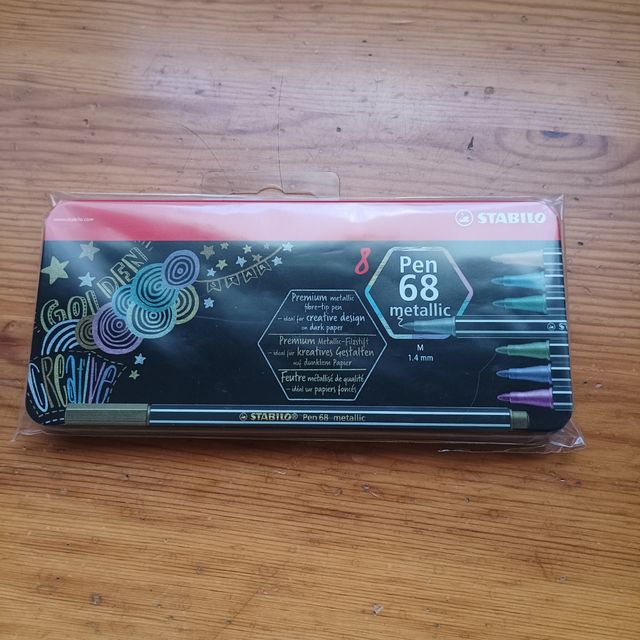 www.stabilo.com
STABILO
GOLDEN
CREATIVE
8
Pen
68
metallic
M
1.4 mm
Premium metallic
fibre-tip pen
– ideal for creative design
on dark paper
Premium Metallic-Filzstift
– ideal für kreatives Gestalten
auf dunklem Papier
Feutre métallisé de qualité
– idéal sur papiers foncés
STABILO® Pen 68 metallic